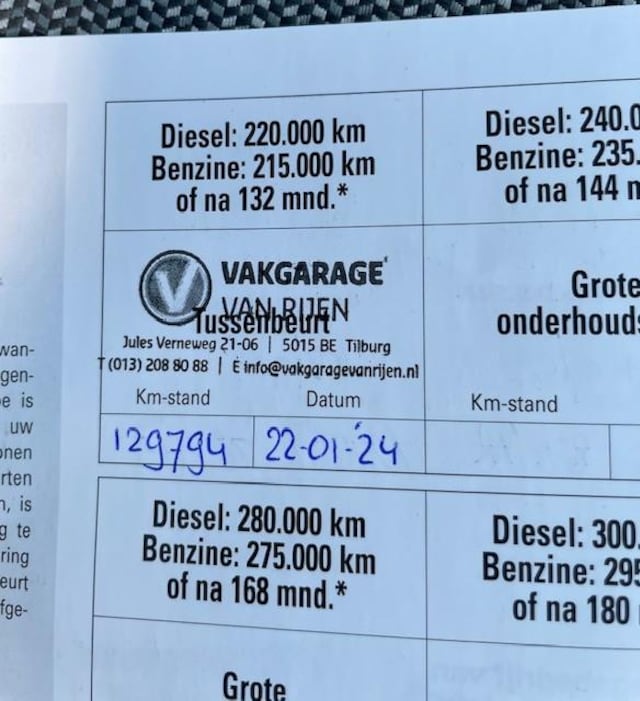 Diesel: 220.000 km
Benzine: 215.000 km
of na 132 mnd.*
Diesel: 240.0
Benzine: 235.
of na 144 m
V
VAKGARAGE
VAN RIJEN
Tussenbeurt
Jules Verneweg 21-06 | 5015 BE Tilburg
T (013) 208 80 88 | E info@vakgaragevanrijen.nl
Km-stand Datum
129794 22-01-'24
Grote
onderhouds
Km-stand
wan-
gen-
e is
uw
onen
rten
n, is
g te
ring
eurt
fge-
Diesel: 280.000 km
Benzine: 275.000 km
of na 168 mnd.*
Grote
Diesel: 300.
Benzine: 295
of na 180